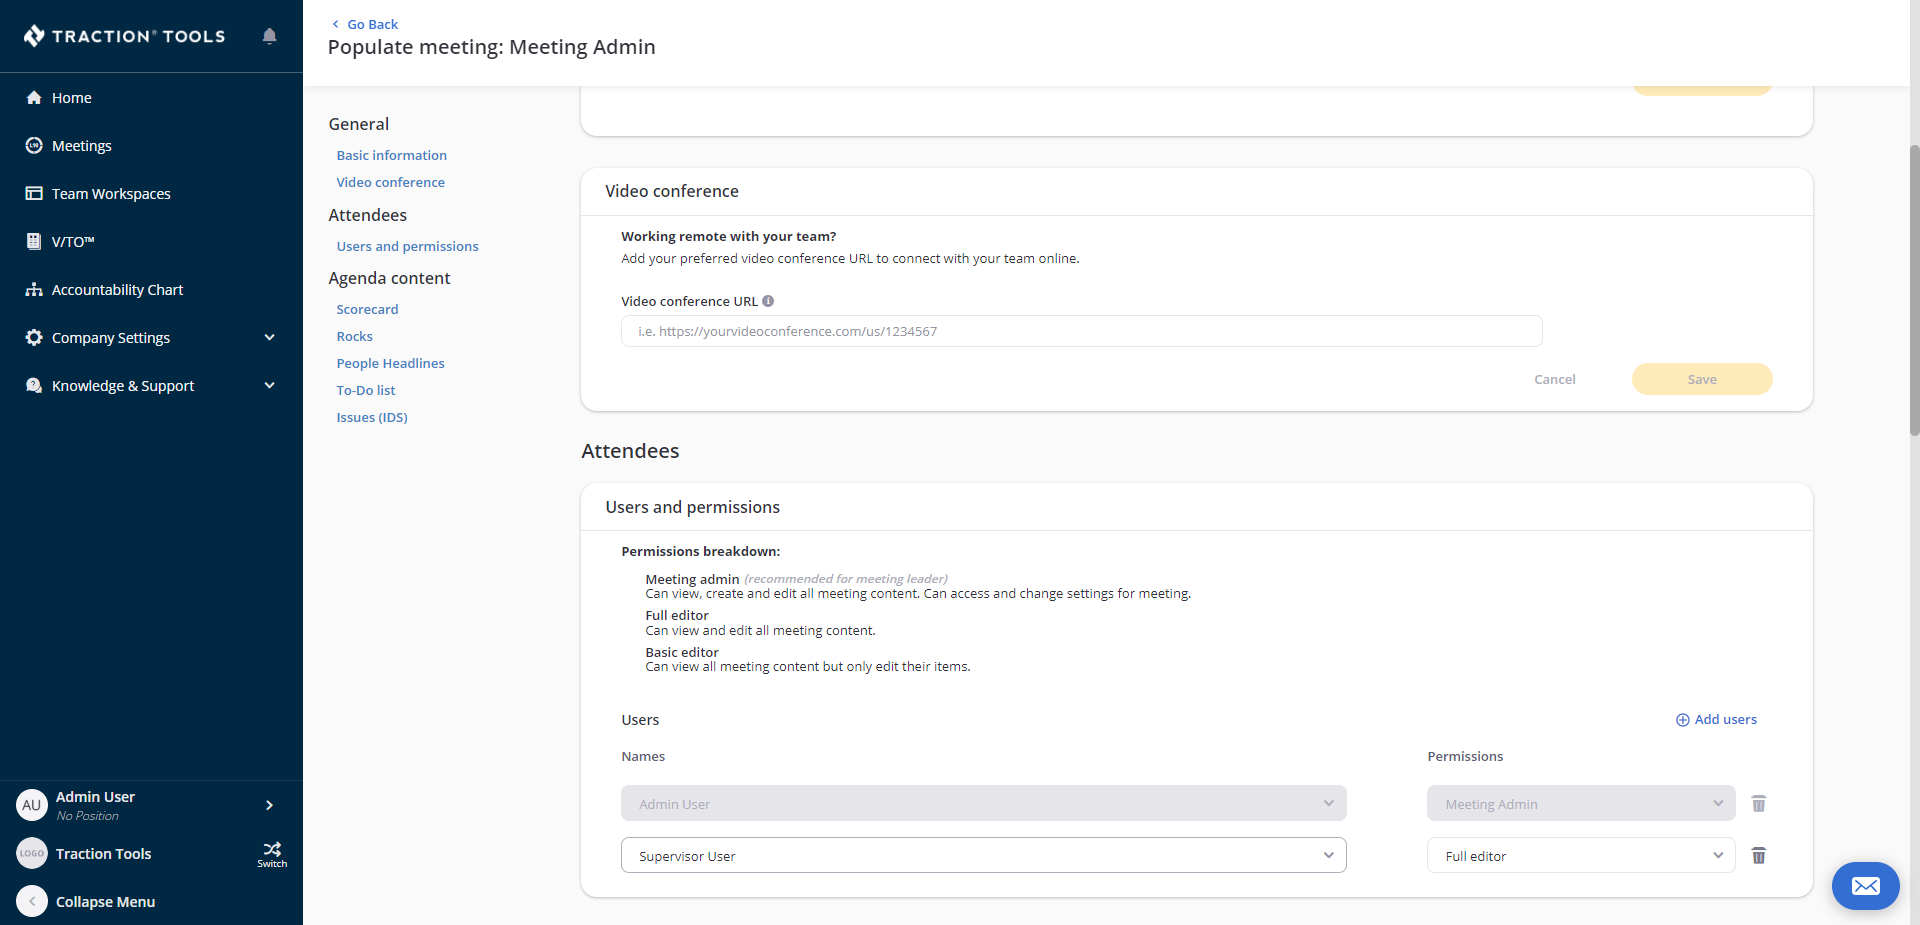 TRACTION® TOOLS
Home
Meetings
Team Workspaces
V/TO™
Accountability Chart
Company Settings
Knowledge & Support
AU
Admin User
No Position
LOGO
Traction Tools
Switch
Collapse Menu
Go Back
Populate meeting: Meeting Admin
General
Basic information
Video conference
Attendees
Users and permissions
Agenda content
Scorecard
Rocks
People Headlines
To-Do list
Issues (IDS)
Video conference
Working remote with your team?
Add your preferred video conference URL to connect with your team online.
Video conference URL
i.e. https://yourvideoconference.com/us/1234567
Cancel
Save
Attendees
Users and permissions
Permissions breakdown:
Meeting admin (recommended for meeting leader)
Can view, create and edit all meeting content. Can access and change settings for meeting.
Full editor
Can view and edit all meeting content.
Basic editor
Can view all meeting content but only edit their items.
Users
Add users
Names
Permissions
Admin User
Meeting Admin
Supervisor User
Full editor